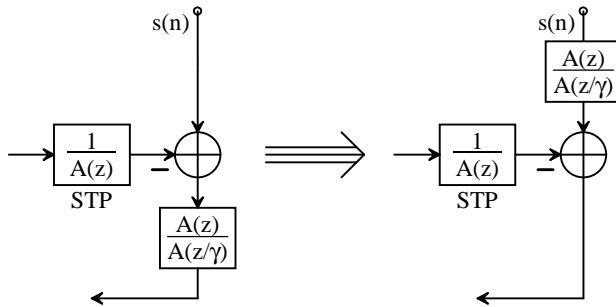 s(n)
1
A(z)
STP
−
A(z)
A(z/γ)
s(n)
A(z)
A(z/γ)
1
A(z)
STP
−